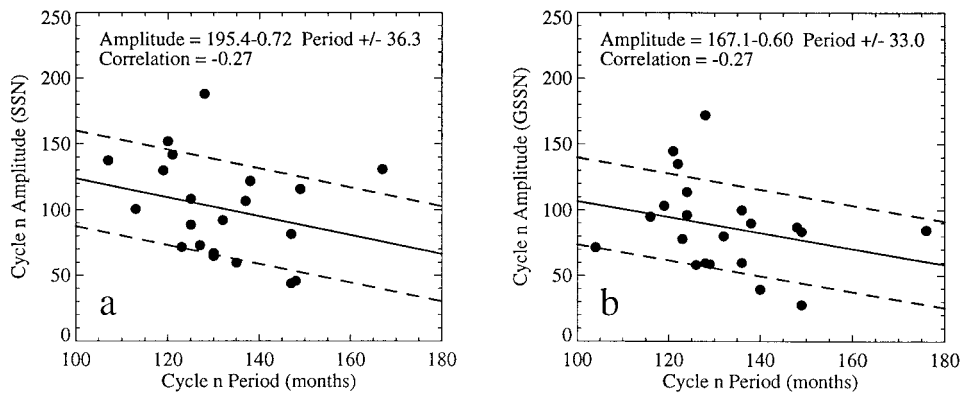 Amplitude = 195.4-0.72 Period +/- 36.3
Correlation = -0.27
Cycle n Amplitude (SSN)
250
200
150
100
50
0
a
100 120 140 160 180
Cycle n Period (months)
Amplitude = 167.1-0.60 Period +/- 33.0
Correlation = -0.27
Cycle n Amplitude (GSSN)
250
200
150
100
50
0
b
100 120 140 160 180
Cycle n Period (months)